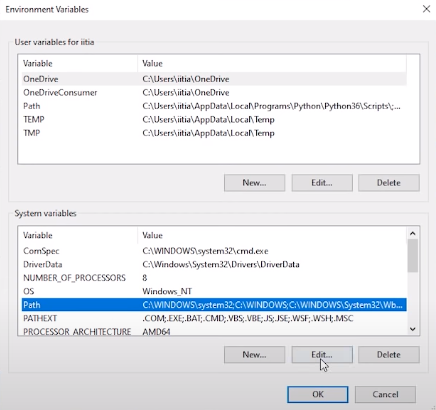 Environment Variables
User variables for iitia
Variable Value
OneDrive C:\Users\iitia\OneDrive
OneDriveConsumer C:\Users\iitia\OneDrive
Path C:\Users\iitia\AppData\Local\Programs\Python\Python36\Scripts\;...
TEMP C:\Users\iitia\AppData\Local\Temp
TMP C:\Users\iitia\AppData\Local\Temp
New... Edit... Delete
System variables
Variable Value
ComSpec C:\WINDOWS\system32\cmd.exe
DriverData C:\Windows\System32\Drivers\DriverData
NUMBER_OF_PROCESSORS 8
OS Windows_NT
Path C:\WINDOWS\system32;C:\WINDOWS;C:\WINDOWS\System32\Wb...
PATHEXT .COM;.EXE;.BAT;.CMD;.VBS;.VBE;.JS;.JSE;.WSF;.WSH;.MSC
PROCESSOR_ARCHITECTURE AMD64
New... Edit... Delete
OK Cancel